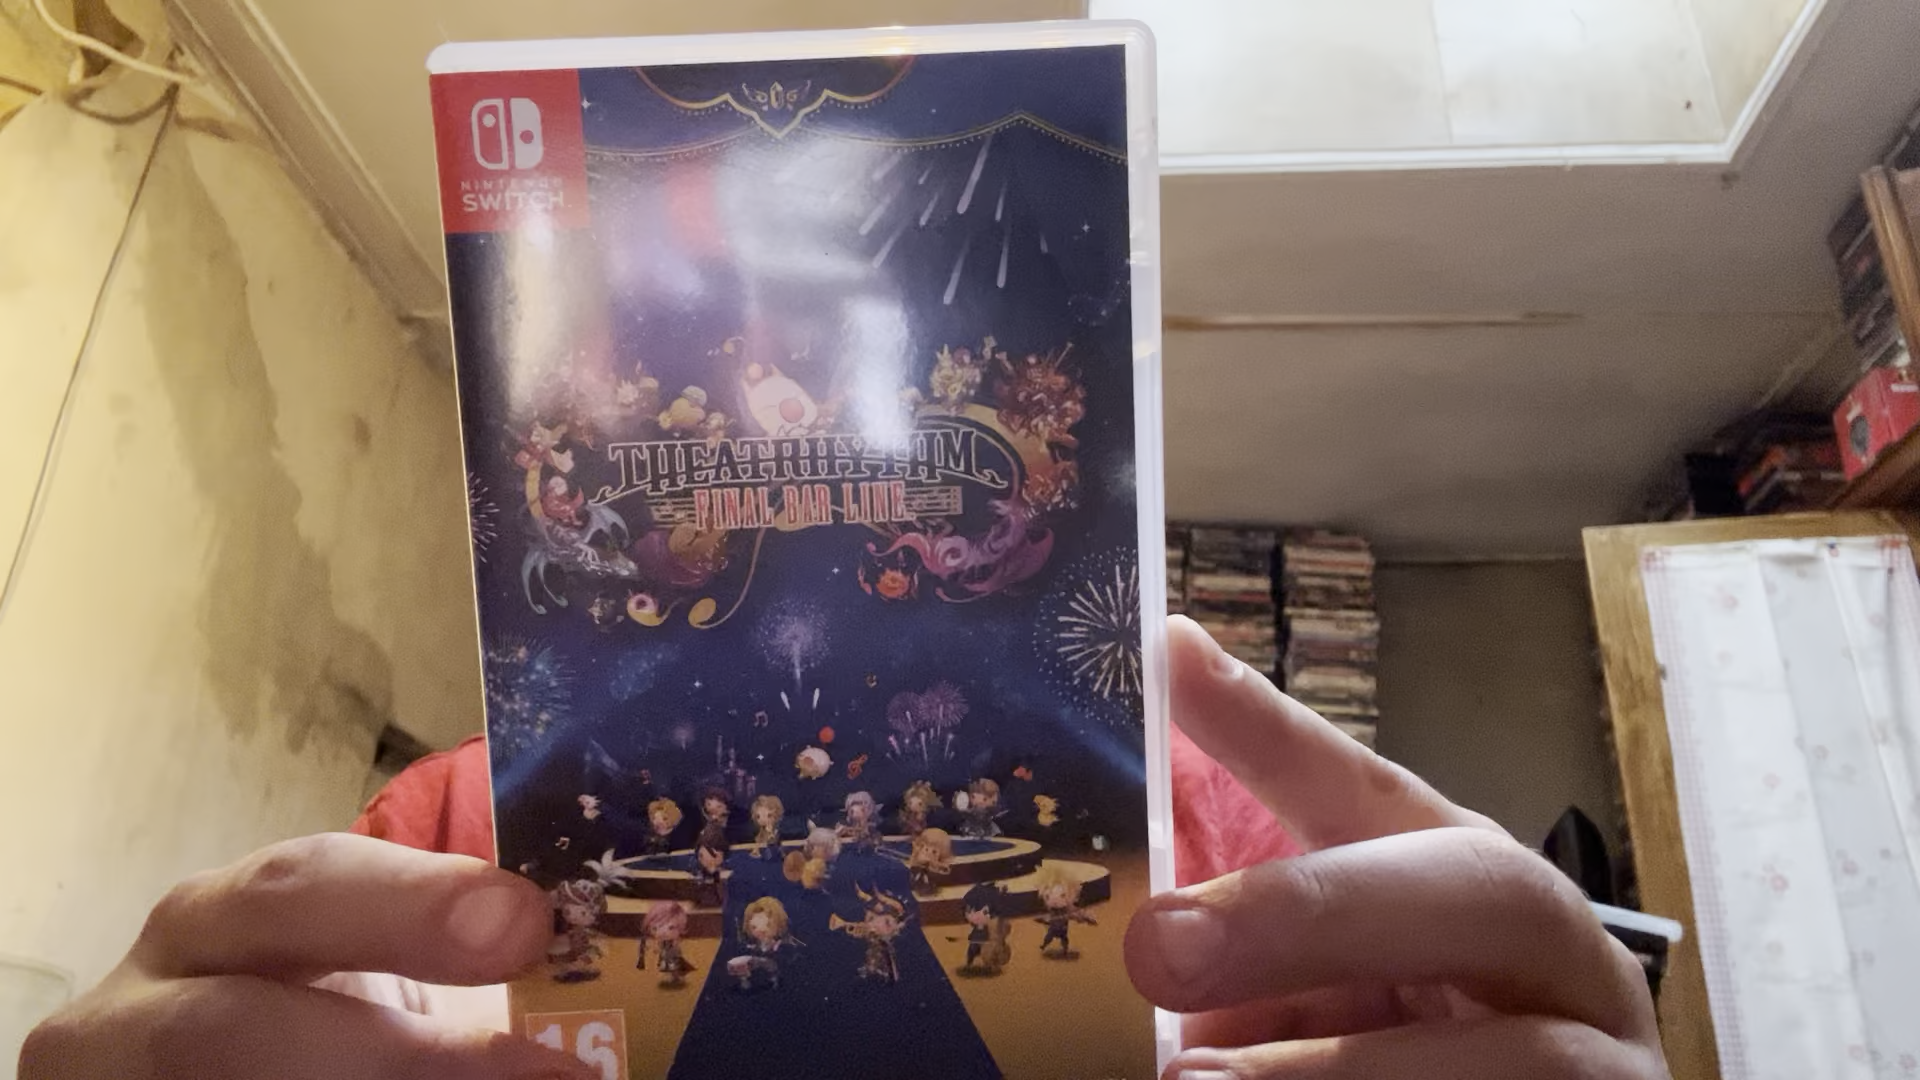 NINTENDO
SWITCH
THEATRHYTHM
FINAL BAR LINE
16